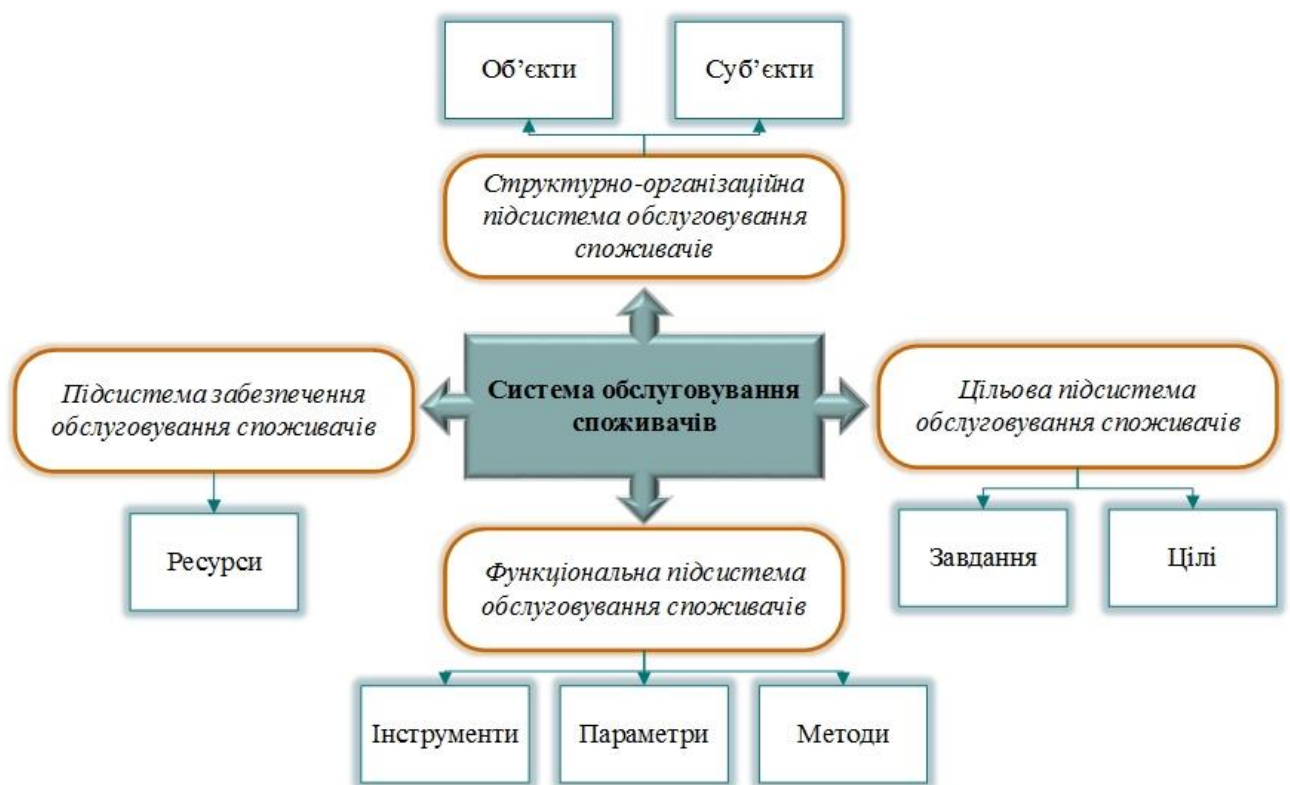 Об’єкти
Суб’єкти
Структурно-організаційна
підсистема обслуговування
споживачів
Підсистема забезпечення
обслуговування споживачів
Система обслуговування
споживачів
Цільова підсистема
обслуговування споживачів
Ресурси
Завдання
Цілі
Функціональна підсистема
обслуговування споживачів
Інструменти
Параметри
Методи